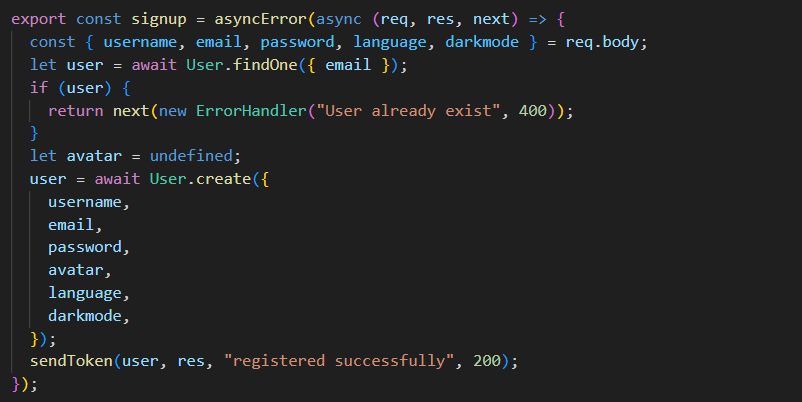 export const signup = asyncError(async (req, res, next) => {
  const { username, email, password, language, darkmode } = req.body;
  let user = await User.findOne({ email });
  if (user) {
    return next(new ErrorHandler("User already exist", 400));
  }
  let avatar = undefined;
  user = await User.create({
    username,
    email,
    password,
    avatar,
    language,
    darkmode,
  });
  sendToken(user, res, "registered successfully", 200);
});